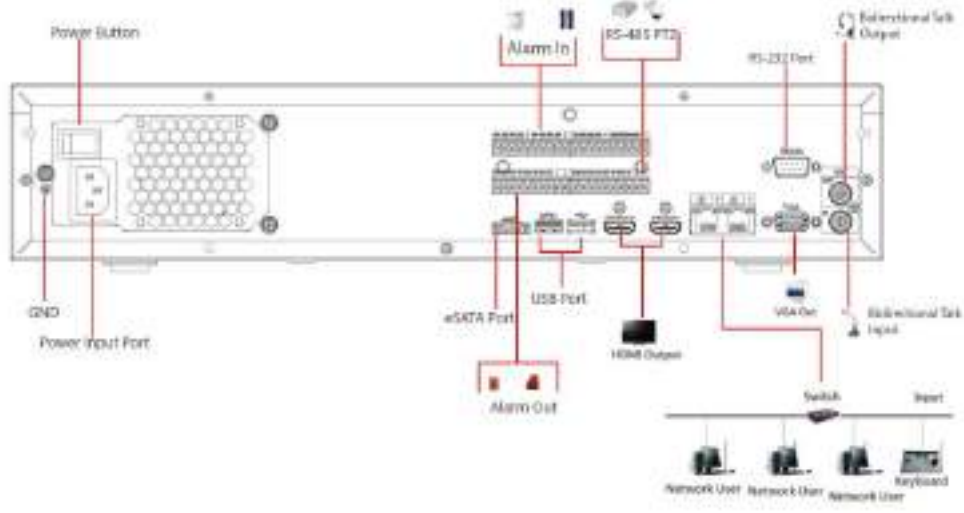 Power Button
Alarm In
RS-485 PTZ
Bidirectional Talk
Output
RS-232 Port
GND
Power Input Port
eSATA Port
USB Port
HDMI Output
VGA Out
Bidirectional Talk
Input
Alarm Out
Switch
Input
Network User
Network User
Network User
Keyboard